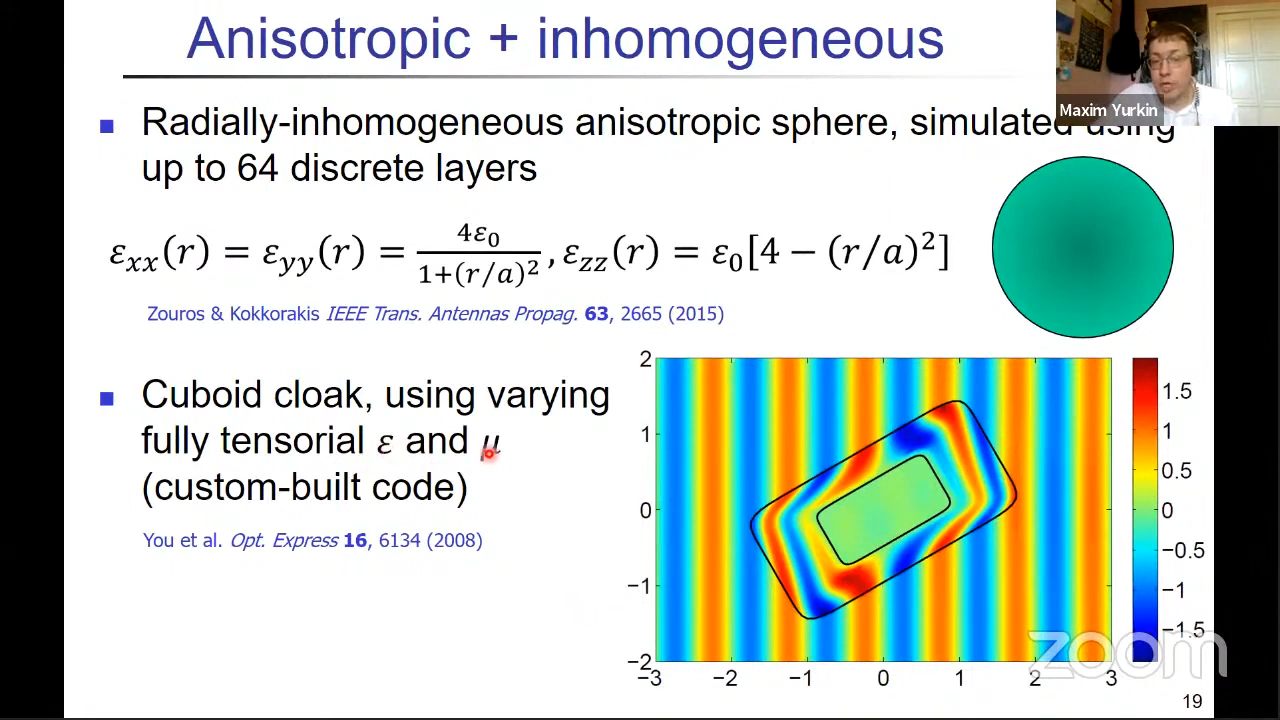 Anisotropic + inhomogeneous
Maxim Yurkin
Radially-inhomogeneous anisotropic sphere, simulated using
up to 64 discrete layers
εxx(r) = εyy(r) = 4ε0/1+(r/a)², εzz(r) = ε0[4 − (r/a)²]
Zouros & Kokkorakis IEEE Trans. Antennas Propag. 63, 2665 (2015)
Cuboid cloak, using varying
fully tensorial ε and μ
(custom-built code)
You et al. Opt. Express 16, 6134 (2008)
2
1
0
−1
−2
−3 −2 −1 0 1 2 3
1.5
1
0.5
0
−0.5
−1
−1.5
zoom
19